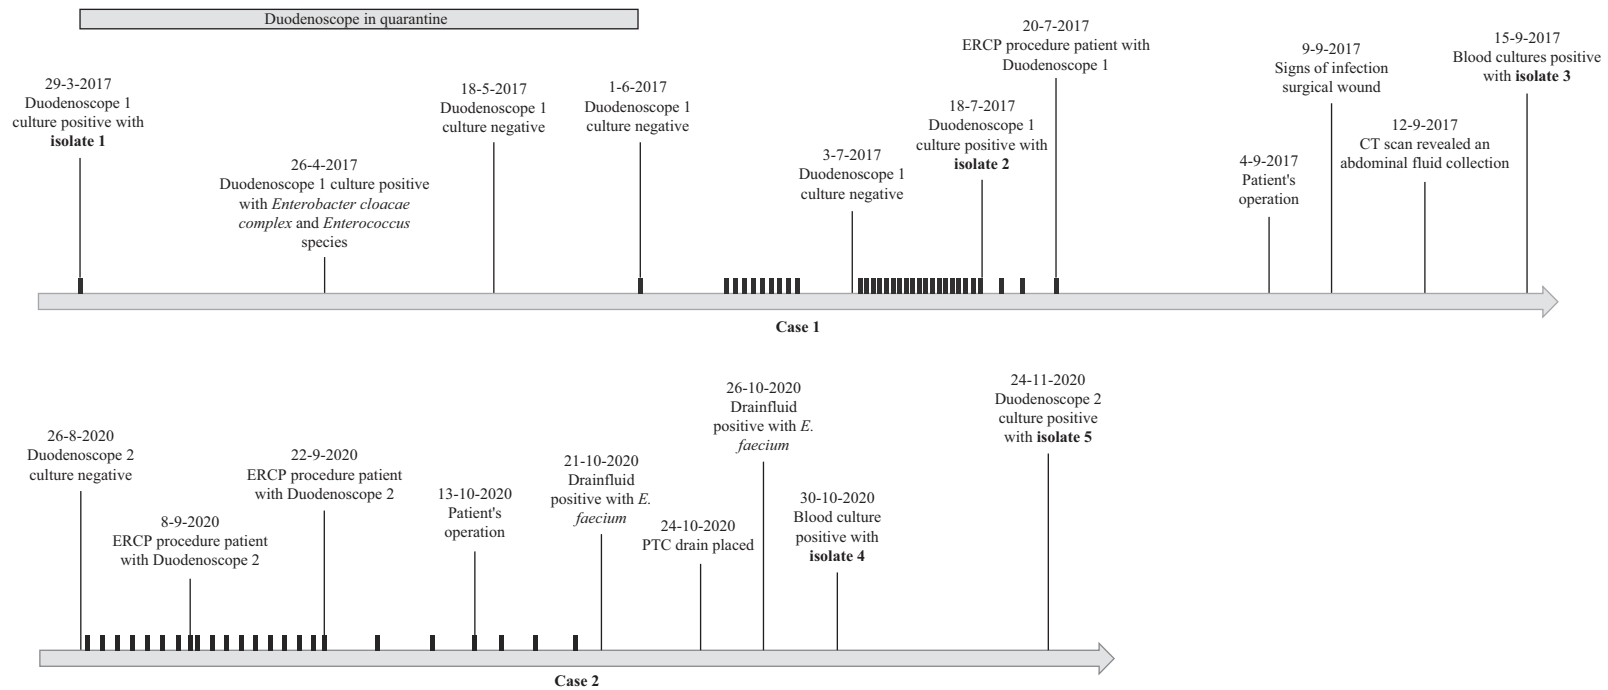 Duodenoscope in quarantine
29-3-2017
Duodenoscope 1
culture positive with
isolate 1
26-4-2017
Duodenoscope 1 culture positive
with Enterobacter cloacae
complex and Enterococcus
species
18-5-2017
Duodenoscope 1
culture negative
1-6-2017
Duodenoscope 1
culture negative
3-7-2017
Duodenoscope 1
culture negative
18-7-2017
Duodenoscope 1
culture positive with
isolate 2
20-7-2017
ERCP procedure patient with
Duodenoscope 1
4-9-2017
Patient's
operation
9-9-2017
Signs of infection
surgical wound
12-9-2017
CT scan revealed an
abdominal fluid collection
15-9-2017
Blood cultures positive
with isolate 3
Case 1
26-8-2020
Duodenoscope 2
culture negative
8-9-2020
ERCP procedure patient
with Duodenoscope 2
22-9-2020
ERCP procedure patient
with Duodenoscope 2
13-10-2020
Patient's
operation
21-10-2020
Drainfluid
positive with E.
faecium
24-10-2020
PTC drain placed
26-10-2020
Drainfluid
positive with E.
faecium
30-10-2020
Blood culture
positive with
isolate 4
24-11-2020
Duodenoscope 2
culture positive
with isolate 5
Case 2